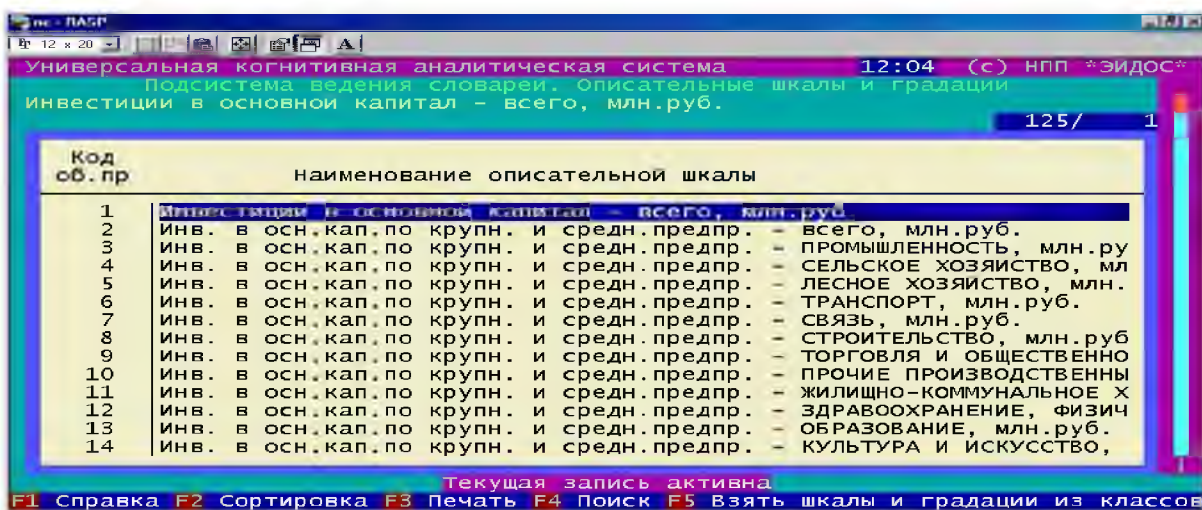 пс - ПАSP
Tr 12 x 20 A
Универсальная когнитивная аналитическая система 12:04 (с) НПП *ЭЙДОС*
Подсистема ведения словарей. Описательные шкалы и градации
Инвестиции в основной капитал - всего, млн.руб.
125/ 1
Код
об.пр Наименование описательной шкалы
1 Инвестиции в основной капитал - всего, млн.руб.
2 Инв. в осн.кап.по крупн. и средн.предпр. - всего, млн.руб.
3 Инв. в осн.кап.по крупн. и средн.предпр. - ПРОМЫШЛЕННОСТЬ, млн.ру
4 Инв. в осн.кап.по крупн. и средн.предпр. - СЕЛЬСКОЕ ХОЗЯЙСТВО, мл
5 Инв. в осн.кап.по крупн. и средн.предпр. - ЛЕСНОЕ ХОЗЯЙСТВО, млн.
6 Инв. в осн.кап.по крупн. и средн.предпр. - ТРАНСПОРТ, млн.руб.
7 Инв. в осн.кап.по крупн. и средн.предпр. - СВЯЗЬ, млн.руб.
8 Инв. в осн.кап.по крупн. и средн.предпр. - СТРОИТЕЛЬСТВО, млн.руб
9 Инв. в осн.кап.по крупн. и средн.предпр. - ТОРГОВЛЯ И ОБЩЕСТВЕННО
10 Инв. в осн.кап.по крупн. и средн.предпр. - ПРОЧИЕ ПРОИЗВОДСТВЕННЫ
11 Инв. в осн.кап.по крупн. и средн.предпр. - ЖИЛИЩНО-КОММУНАЛЬНОЕ Х
12 Инв. в осн.кап.по крупн. и средн.предпр. - ЗДРАВООХРАНЕНИЕ, ФИЗИЧ
13 Инв. в осн.кап.по крупн. и средн.предпр. - ОБРАЗОВАНИЕ, млн.руб.
14 Инв. в осн.кап.по крупн. и средн.предпр. - КУЛЬТУРА И ИСКУССТВО,
Текущая запись активна
F1 Справка F2 Сортировка F3 Печать F4 Поиск F5 Взять шкалы и градации из классов